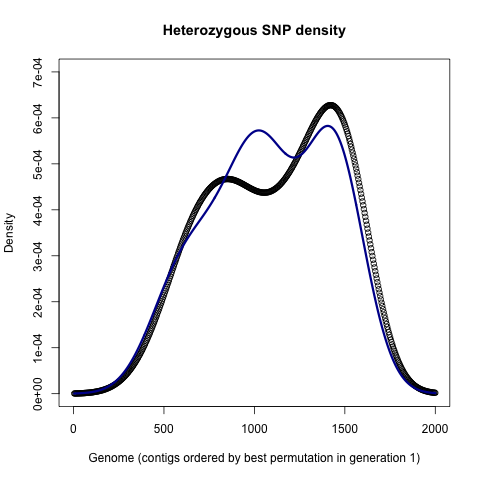 Heterozygous SNP density
7e-04
6e-04
5e-04
4e-04
3e-04
2e-04
1e-04
0e+00
Density
0 500 1000 1500 2000
Genome (contigs ordered by best permutation in generation 1)